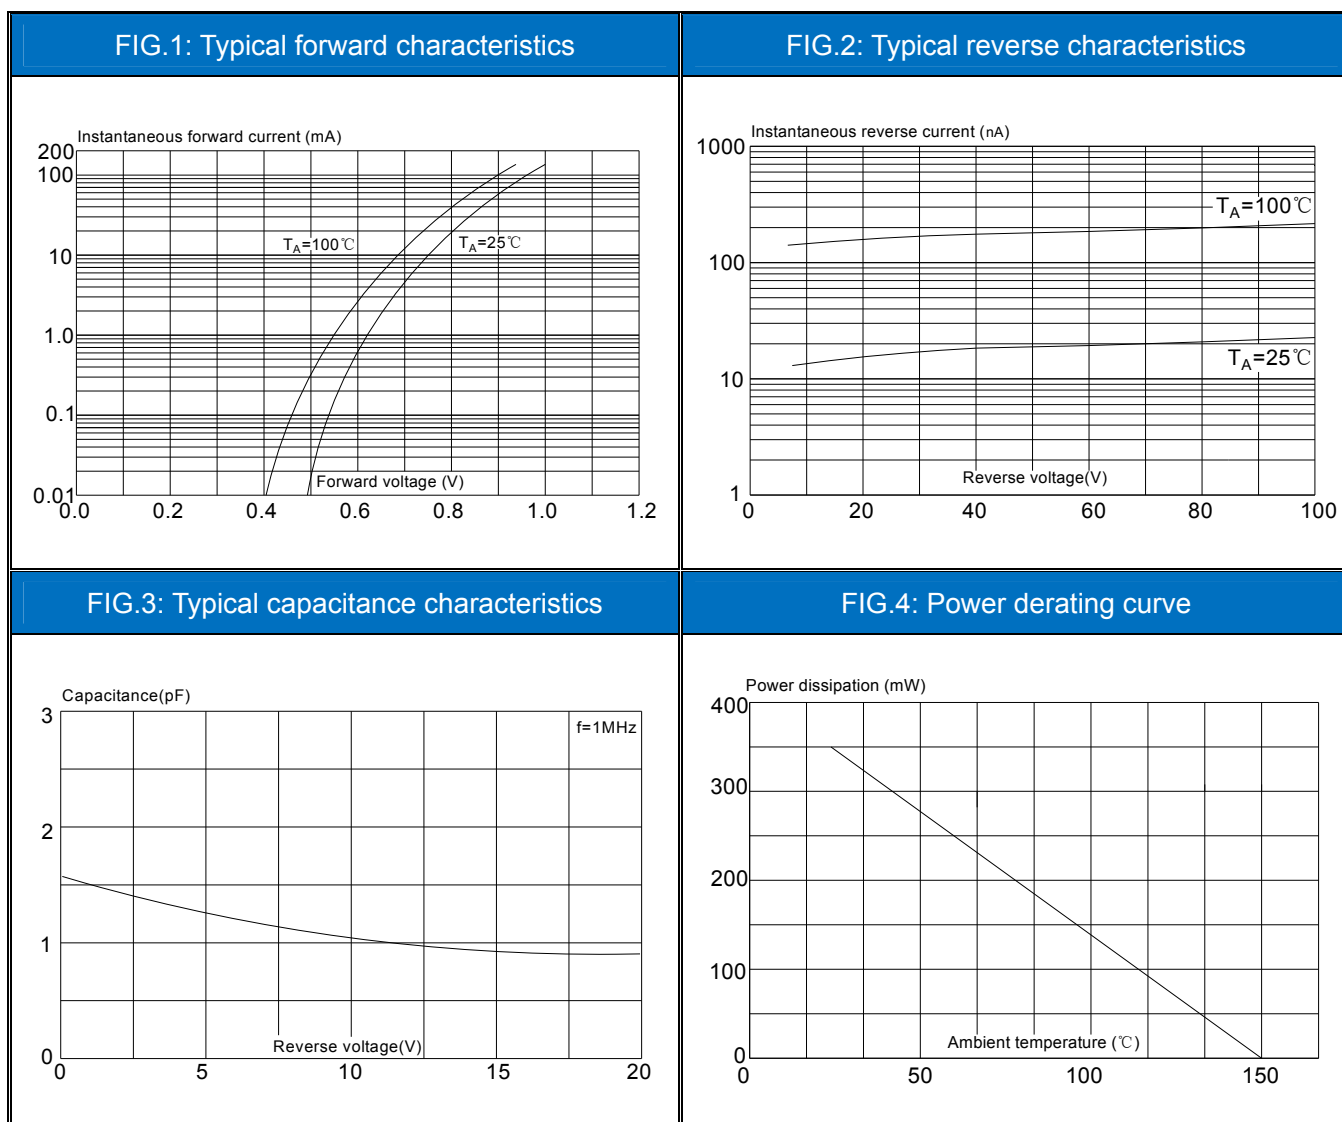 FIG.1: Typical forward characteristics
FIG.2: Typical reverse characteristics
Instantaneous forward current (mA)
200
100
10
1.0
0.1
0.01
TA=100℃
TA=25℃
Forward voltage (V)
0.0 0.2 0.4 0.6 0.8 1.0 1.2
Instantaneous reverse current (nA)
1000
100
10
1
TA=100℃
TA=25℃
Reverse voltage(V)
0 20 40 60 80 100
FIG.3: Typical capacitance characteristics
FIG.4: Power derating curve
Capacitance(pF)
3
2
1
0
f=1MHz
Reverse voltage(V)
0 5 10 15 20
Power dissipation (mW)
400
300
200
100
0
Ambient temperature (℃)
0 50 100 150